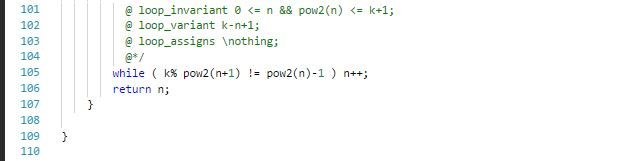 101 @ loop_invariant 0 <= n && pow2(n) <= k+1;
102 @ loop_variant k-n+1;
103 @ loop_assigns \nothing;
104 @*/
105 while ( k% pow2(n+1) != pow2(n)-1 ) n++;
106 return n;
107 }
108
109 }
110